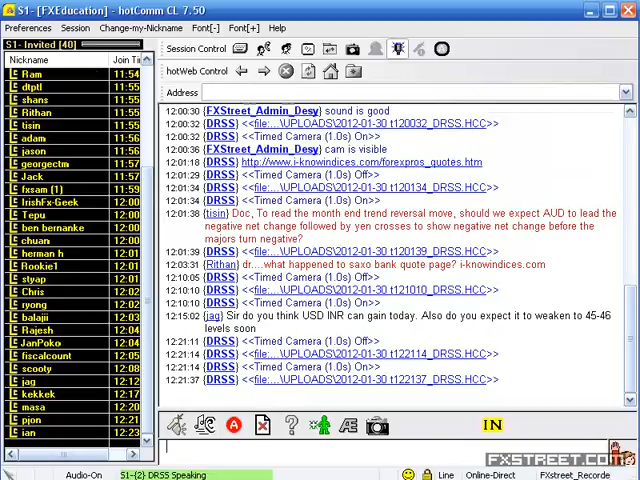 S1- [FXEducation] - hotComm CL 7.50
Preferences Session Change-my-Nickname Font[-] Font[+] Help
S1- Invited [40]
Session Control
Nickname
hotWeb Control
Address
Ram 11:54
dtptl 11:55
shans 11:55
Rithan 11:55
tisin 11:55
adam 11:56
jason 11:56
georgectm 11:57
Jack 11:57
fxsam (1) 11:59
IrishFx-Geek 12:00
Tepu 12:00
ben bernanke 12:00
chuan 12:00
herman h 12:01
Rookie1 12:03
styap 12:01
Chris 12:02
ryong 12:02
balajii 12:03
Rajesh 12:04
JanPoko 12:04
fiscalcount 12:05
scooty 12:08
jag 12:12
kekkek 12:17
masa 12:20
pjon 12:21
ian 12:23
12:00:30 {FXStreet_Admin_Desy} sound is good
12:00:32 {DRSS} <<file:...\UPLOADS\2012-01-30 t120032_DRSS.HCC>>
12:00:32 {DRSS} <<Timed Camera (1.0s) On>>
12:00:36 {FXStreet_Admin_Desy} cam is visible
12:01:18 {DRSS} http://www.i-knowindices.com/forexpros_quotes.htm
12:01:29 {DRSS} <<Timed Camera (1.0s) Off>>
12:01:34 {DRSS} <<file:...\UPLOADS\2012-01-30 t120134_DRSS.HCC>>
12:01:34 {DRSS} <<Timed Camera (1.0s) On>>
12:01:38 {tisin} Doc, To read the month end trend reversal move, should we expect AUD to lead the
negative net change followed by yen crosses to show negative net change before the
majors turn negative?
12:01:39 {DRSS} <<file:...\UPLOADS\2012-01-30 t120139_DRSS.HCC>>
12:03:31 {Rithan} dr....what happened to saxo bank quote page? i-knowindices.com
12:10:05 {DRSS} <<Timed Camera (1.0s) Off>>
12:10:10 {DRSS} <<file:...\UPLOADS\2012-01-30 t121010_DRSS.HCC>>
12:10:10 {DRSS} <<Timed Camera (1.0s) On>>
12:15:02 {jag} Sir do you think USD INR can gain today. Also do you expect it to weaken to 45-46
levels soon
12:21:11 {DRSS} <<Timed Camera (1.0s) Off>>
12:21:14 {DRSS} <<file:...\UPLOADS\2012-01-30 t122114_DRSS.HCC>>
12:21:37 {DRSS} <<file:...\UPLOADS\2012-01-30 t122137_DRSS.HCC>>
A
Æ
IN
FXSTREET.COM
Audio-On S1-{2} DRSS Speaking Line Online-Direct FXstreet_Recorde